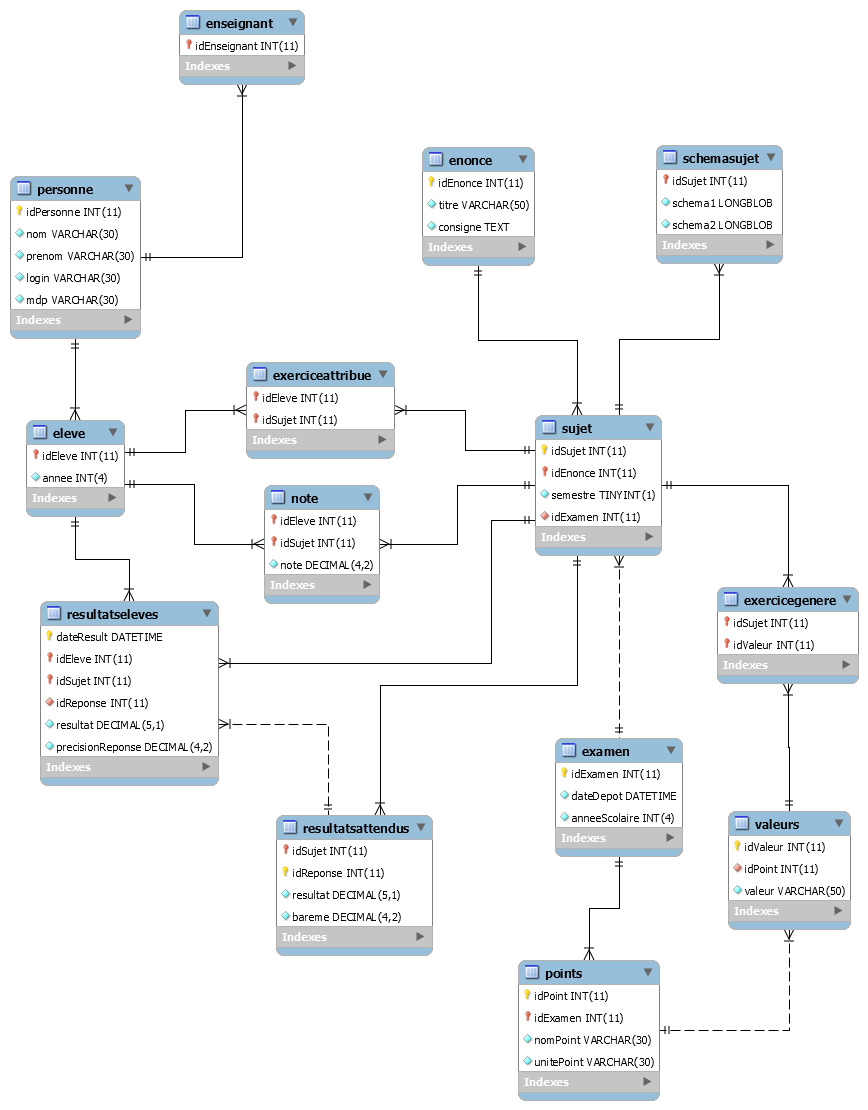 enseignant
idEnseignant INT(11)
Indexes
personne
idPersonne INT(11)
nom VARCHAR(30)
prenom VARCHAR(30)
login VARCHAR(30)
mdp VARCHAR(30)
Indexes
enonce
idEnonce INT(11)
titre VARCHAR(50)
consigne TEXT
Indexes
schemasujet
idSujet INT(11)
schema1 LONGBLOB
schema2 LONGBLOB
Indexes
exerciceattribue
idEleve INT(11)
idSujet INT(11)
Indexes
eleve
idEleve INT(11)
annee INT(4)
Indexes
sujet
idSujet INT(11)
idEnonce INT(11)
semestre TINYINT(1)
idExamen INT(11)
Indexes
note
idEleve INT(11)
idSujet INT(11)
note DECIMAL(4,2)
Indexes
resultatseleves
dateResult DATETIME
idEleve INT(11)
idSujet INT(11)
idReponse INT(11)
resultat DECIMAL(5,1)
precisionReponse DECIMAL(4,2)
Indexes
exercicegenere
idSujet INT(11)
idValeur INT(11)
Indexes
examen
idExamen INT(11)
dateDepot DATETIME
anneeScolaire INT(4)
Indexes
resultatsattendus
idSujet INT(11)
idReponse INT(11)
resultat DECIMAL(5,1)
bareme DECIMAL(4,2)
Indexes
valeurs
idValeur INT(11)
idPoint INT(11)
valeur VARCHAR(50)
Indexes
points
idPoint INT(11)
idExamen INT(11)
nomPoint VARCHAR(30)
unitePoint VARCHAR(30)
Indexes